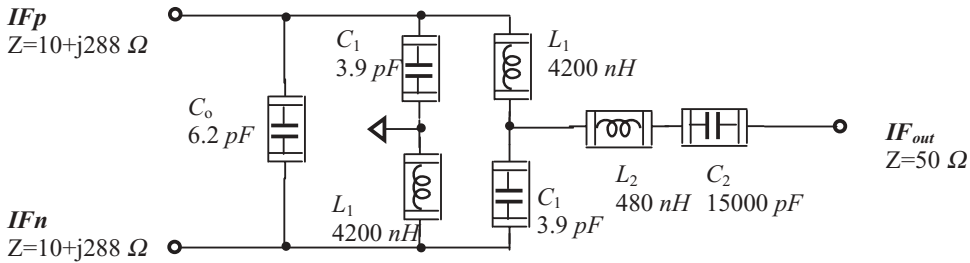 IFp
Z=10+j288 Ω
C₁
3.9 pF
L₁
4200 nH
Cₒ
6.2 pF
IFout
Z=50 Ω
L₂
480 nH
C₂
15000 pF
L₁
4200 nH
C₁
3.9 pF
IFn
Z=10+j288 Ω